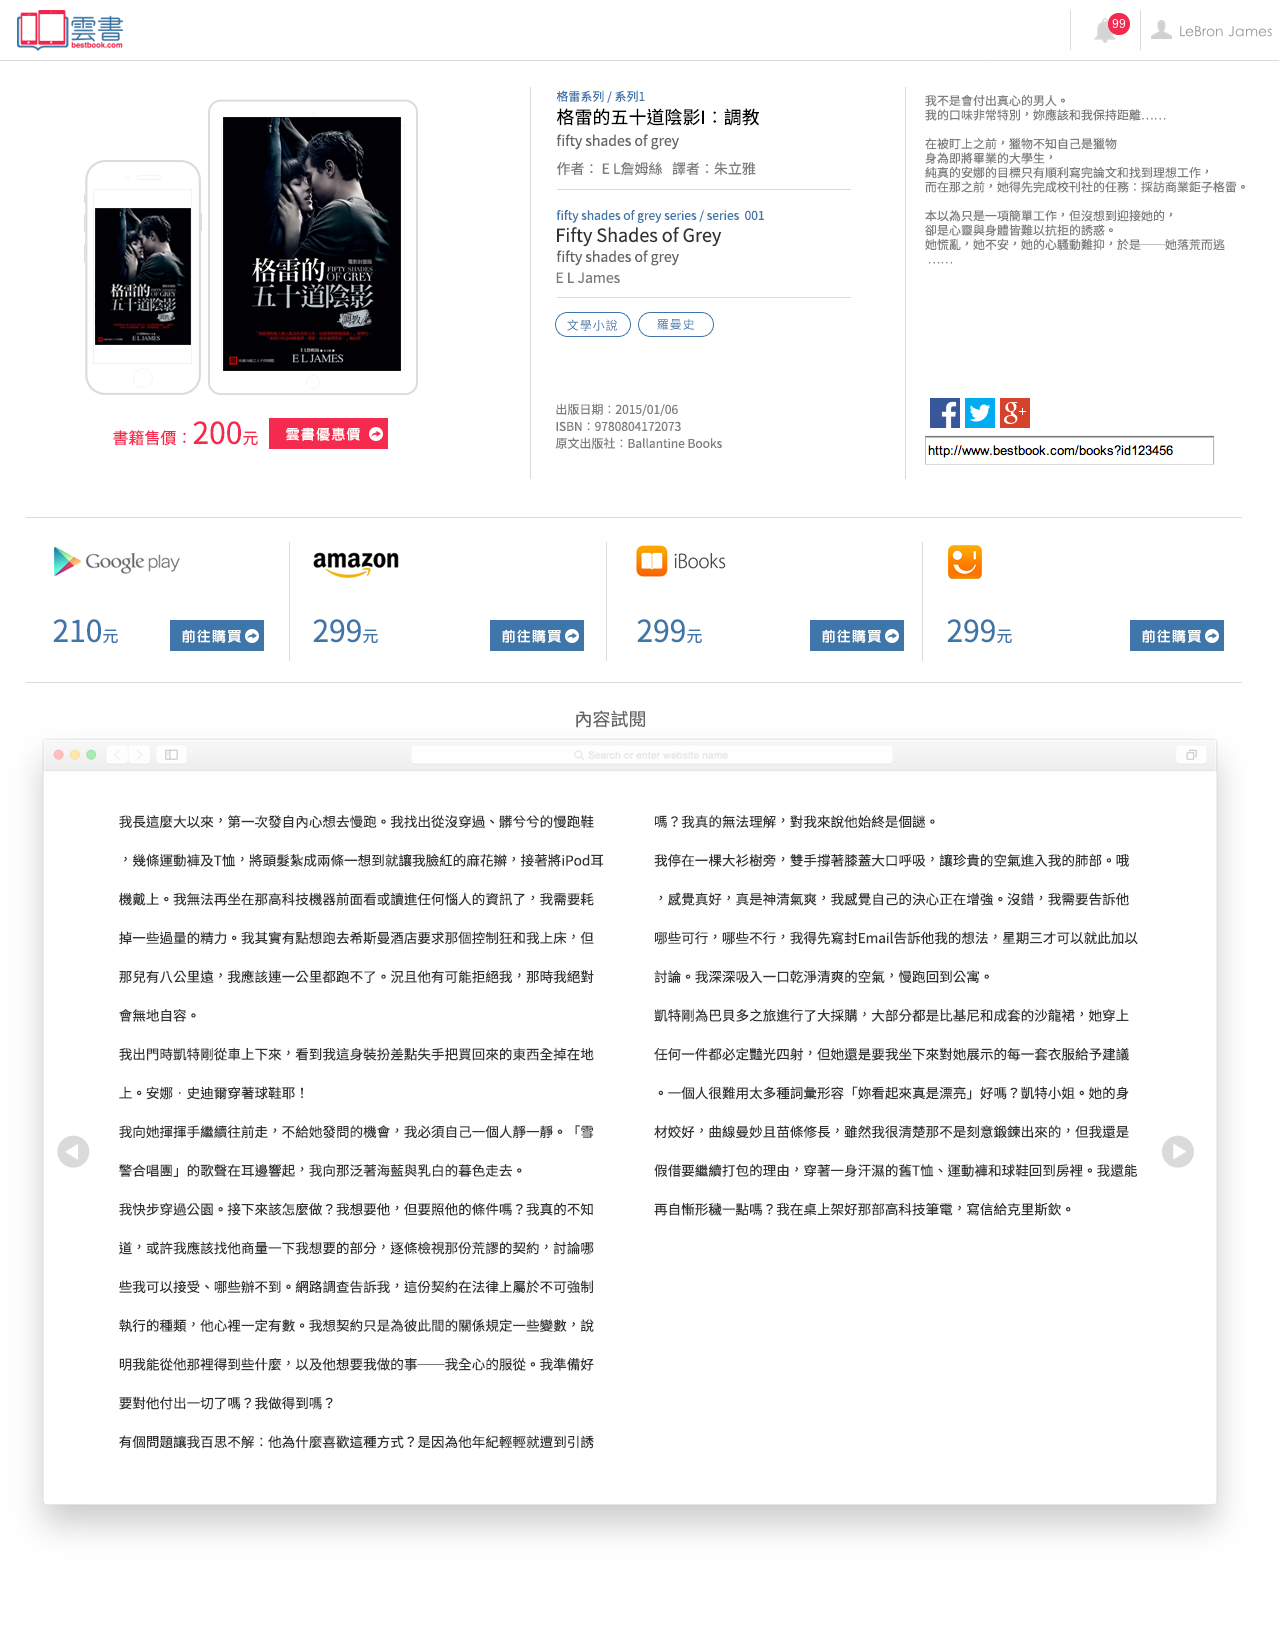 雲書
bestbook.com
99
LeBron James
格雷的
五十道陰影
FIFTY SHADES
OF GREY
調教
E L JAMES
格雷的
五十道陰影
FIFTY SHADES
OF GREY
調教
E L JAMES
書籍售價：200元
雲書優惠價
格雷系列 / 系列1
格雷的五十道陰影I：調教
fifty shades of grey
作者： E L詹姆絲 譯者：朱立雅
fifty shades of grey series / series 001
Fifty Shades of Grey
fifty shades of grey
E L James
文學小說
羅曼史
出版日期：2015/01/06
ISBN：9780804172073
原文出版社：Ballantine Books
我不是會付出真心的男人。
我的口味非常特別，妳應該和我保持距離……
在被盯上之前，獵物不知自己是獵物
身為即將畢業的大學生，
純真的安娜的目標只有順利寫完論文和找到理想工作，
而在那之前，她得先完成校刊社的任務：採訪商業鉅子格雷。
本以為只是一項簡單工作，但沒想到迎接她的，
卻是心靈與身體皆難以抗拒的誘惑。
她慌亂，她不安，她的心騷動難抑，於是──她落荒而逃
……
g+
http://www.bestbook.com/books?id123456
Google play
amazon
iBooks
210元
前往購買
299元
前往購買
299元
前往購買
299元
前往購買
內容試閱
Search or enter website name
我長這麼大以來，第一次發自內心想去慢跑。我找出從沒穿過、髒兮兮的慢跑鞋
，幾條運動褲及T恤，將頭髮紮成兩條一想到就讓我臉紅的麻花辮，接著將iPod耳
機戴上。我無法再坐在那高科技機器前面看或讀進任何惱人的資訊了，我需要耗
掉一些過量的精力。我其實有點想跑去希斯曼酒店要求那個控制狂和我上床，但
那兒有八公里遠，我應該連一公里都跑不了。況且他有可能拒絕我，那時我絕對
會無地自容。
我出門時凱特剛從車上下來，看到我這身裝扮差點失手把買回來的東西全掉在地
上。安娜‧史迪爾穿著球鞋耶！
我向她揮揮手繼續往前走，不給她發問的機會，我必須自己一個人靜一靜。「雪
警合唱團」的歌聲在耳邊響起，我向那泛著海藍與乳白的暮色走去。
我快步穿過公園。接下來該怎麼做？我想要他，但要照他的條件嗎？我真的不知
道，或許我應該找他商量一下我想要的部分，逐條檢視那份荒謬的契約，討論哪
些我可以接受、哪些辦不到。網路調查告訴我，這份契約在法律上屬於不可強制
執行的種類，他心裡一定有數。我想契約只是為彼此間的關係規定一些變數，說
明我能從他那裡得到些什麼，以及他想要我做的事──我全心的服從。我準備好
要對他付出一切了嗎？我做得到嗎？
有個問題讓我百思不解：他為什麼喜歡這種方式？是因為他年紀輕輕就遭到引誘
嗎？我真的無法理解，對我來說他始終是個謎。
我停在一棵大衫樹旁，雙手撐著膝蓋大口呼吸，讓珍貴的空氣進入我的肺部。哦
，感覺真好，真是神清氣爽，我感覺自己的決心正在增強。沒錯，我需要告訴他
哪些可行，哪些不行，我得先寫封Email告訴他我的想法，星期三才可以就此加以
討論。我深深吸入一口乾淨清爽的空氣，慢跑回到公寓。
凱特剛為巴貝多之旅進行了大採購，大部分都是比基尼和成套的沙龍裙，她穿上
任何一件都必定豔光四射，但她還是要我坐下來對她展示的每一套衣服給予建議
。一個人很難用太多種詞彙形容「妳看起來真是漂亮」好嗎？凱特小姐。她的身
材姣好，曲線曼妙且苗條修長，雖然我很清楚那不是刻意鍛鍊出來的，但我還是
假借要繼續打包的理由，穿著一身汗濕的舊T恤、運動褲和球鞋回到房裡。我還能
再自慚形穢一點嗎？我在桌上架好那部高科技筆電，寫信給克里斯欽。